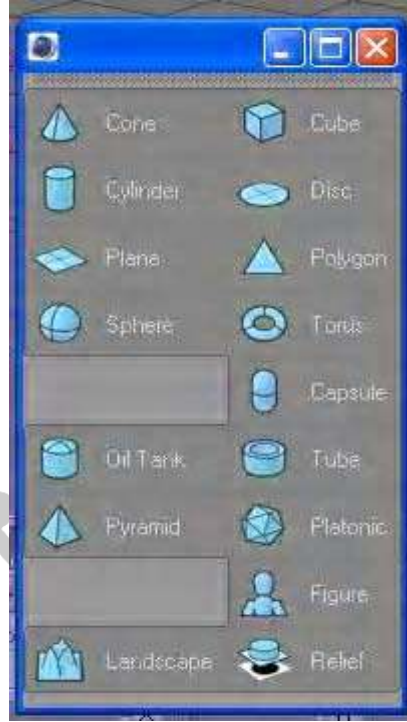 Cone Cube
Cylinder Disc
Plane Polygon
Sphere Torus
Capsule
Oil Tank Tube
Pyramid Platonic
Figure
Landscape Relief